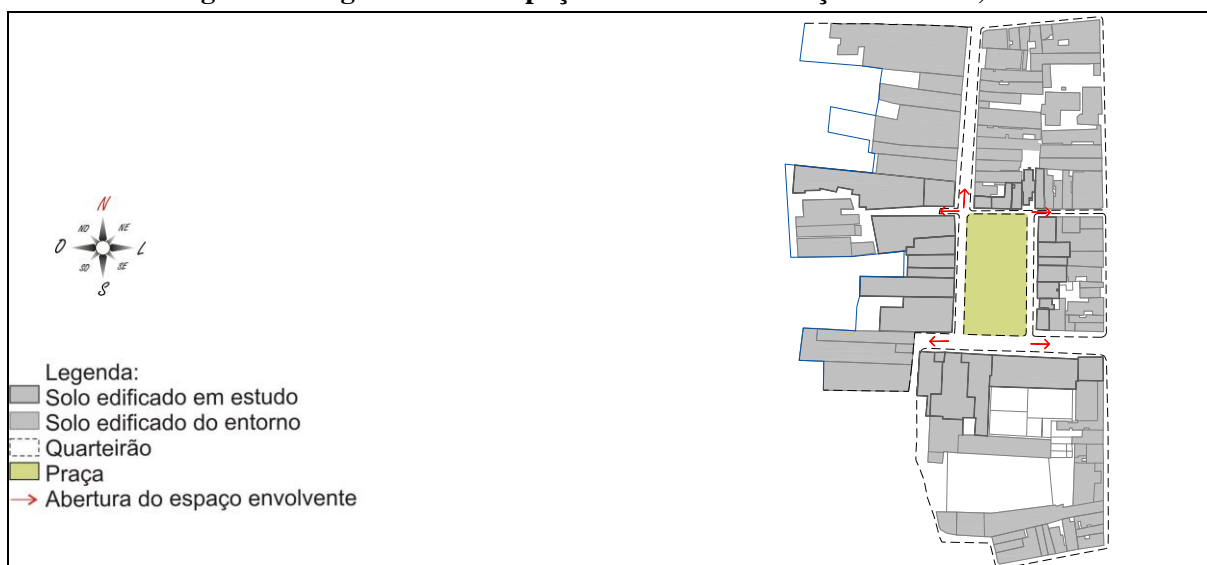 N
NO NE
O L
SO SE
S
Legenda:
Solo edificado em estudo
Solo edificado do entorno
Quarteirão
Praça
Abertura do espaço envolvente